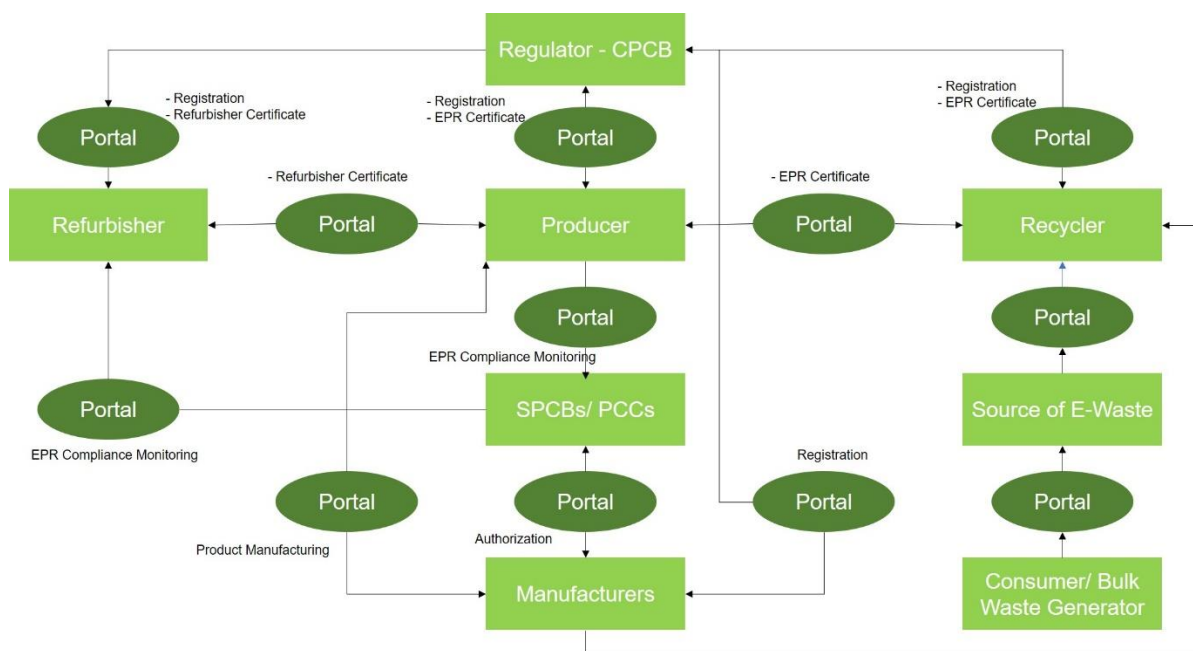 Regulator - CPCB
- Registration
- Refurbisher Certificate
- Registration
- EPR Certificate
- Registration
- EPR Certificate
Portal
Portal
Portal
- Refurbisher Certificate
- EPR Certificate
Refurbisher
Portal
Producer
Portal
Recycler
Portal
Portal
EPR Compliance Monitoring
Portal
SPCBs/ PCCs
Source of E-Waste
EPR Compliance Monitoring
Registration
Portal
Portal
Portal
Portal
Authorization
Product Manufacturing
Manufacturers
Consumer/ Bulk
Waste Generator